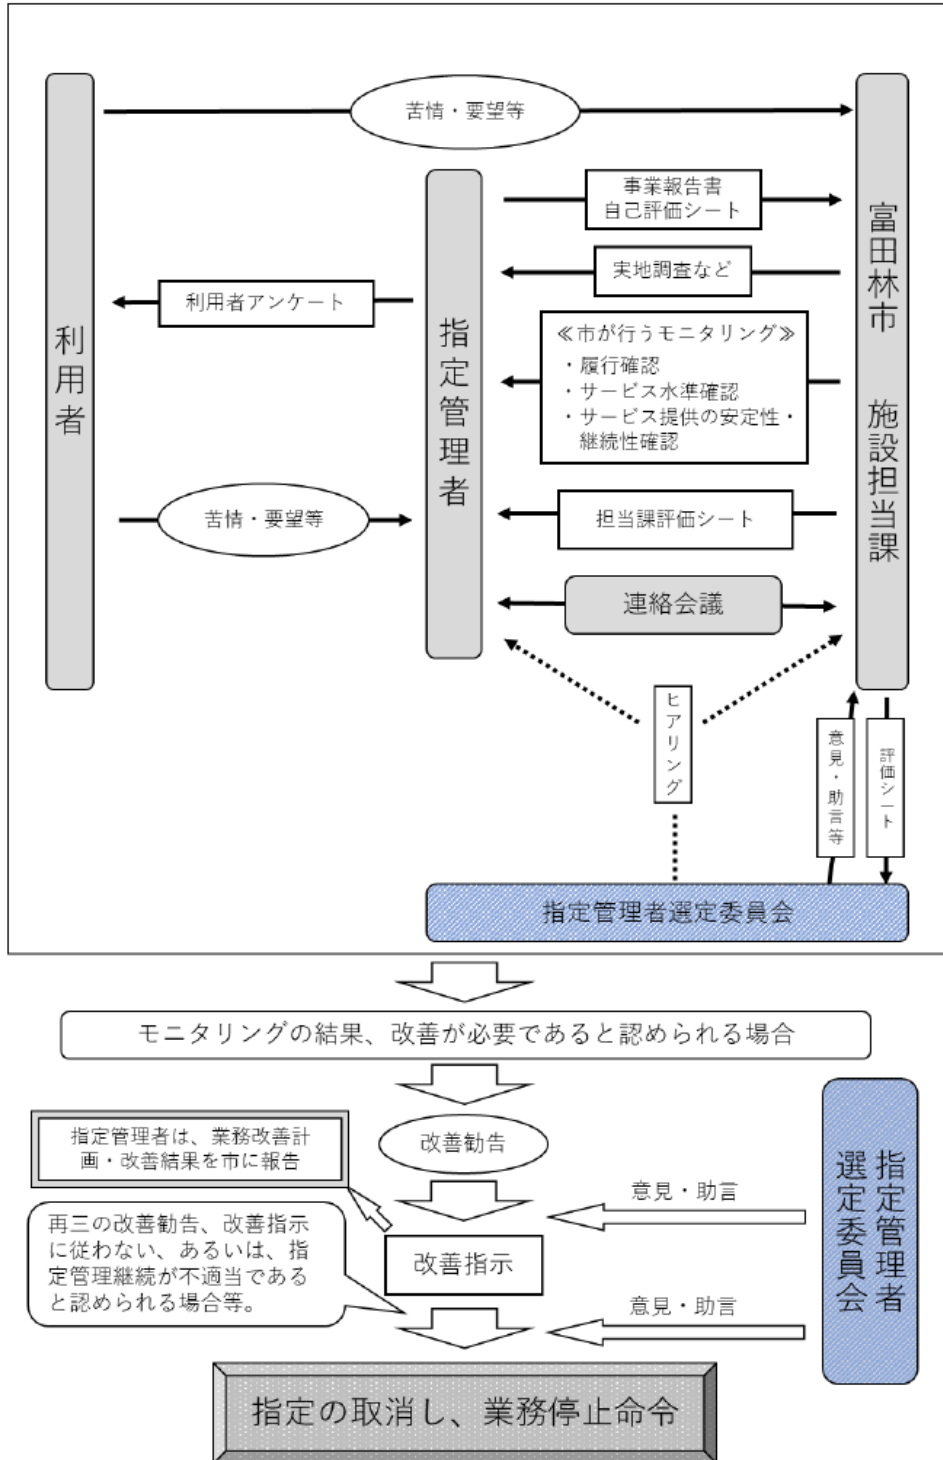 苦情・要望等
利用者
指定管理者
富田林市 施設担当課
事業報告書
自己評価シート
実地調査など
利用者アンケート
≪市が行うモニタリング≫
・履行確認
・サービス水準確認
・サービス提供の安定性・
継続性確認
苦情・要望等
担当課評価シート
連絡会議
ヒアリング
意見・助言等
評価シート
指定管理者選定委員会
モニタリングの結果、改善が必要であると認められる場合
指定管理者は、業務改善計
画・改善結果を市に報告
改善勧告
指定管理者
選定委員会
意見・助言
再三の改善勧告、改善指示
に従わない、あるいは、指
定管理継続が不適当である
と認められる場合等。
改善指示
意見・助言
指定の取消し、業務停止命令